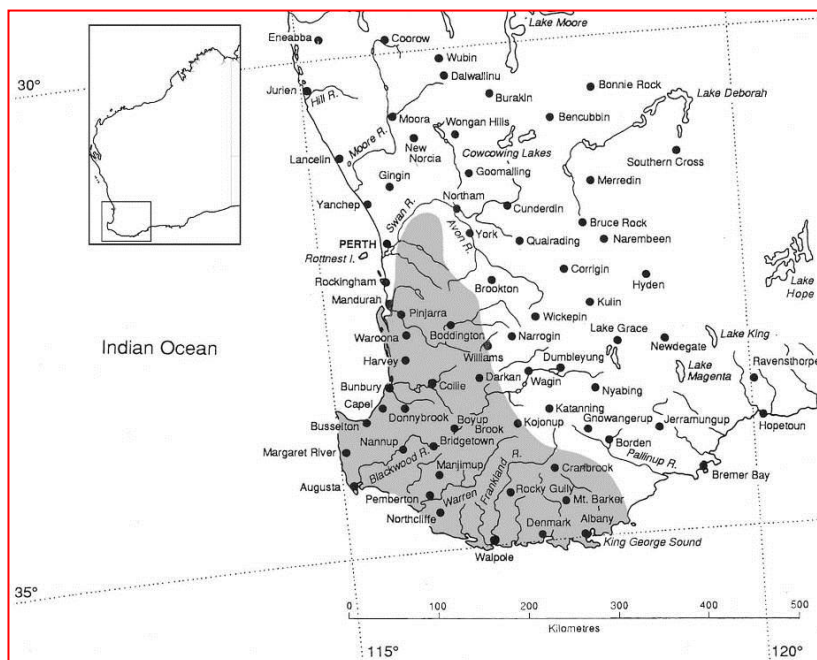 Lake Moore
Eneabba
Coorow
Wubin
Dalwallinu
30°
Jurien
Hill R.
Burakin
Bonnie Rock
Lake Deborah
Moora
Moore R.
Wongan Hills
Bencubbin
New
Norcia
Cowcowing Lakes
Southern Cross
Lancelin
Gingin
Goomalling
Merredin
Yanchep
Swan R.
Northam
Cunderdin
Bruce Rock
PERTH
Avon R.
York
Quairading
Narembeen
Rottnest I.
Corrigin
Hyden
Rockingham
Brookton
Lake
Hope
Mandurah
Kulin
Pinjarra
Wickepin
Boddington
Lake Grace
Lake King
Waroona
Narrogin
Newdegate
Indian Ocean
Harvey
Williams
Dumbleyung
Lake
Magenta
Ravensthorpe
Bunbury
Collie
Darkan
Wagin
Nyabing
Capel
Donnybrook
Boyup
Brook
Katanning
Gnowangerup
Jerramungup
Hopetoun
Busselton
Kojonup
Nannup
Bridgetown
Borden
Margaret River
Blackwood R.
Manjimup
Frankland R.
Cranbrook
Pallinup R.
Bremer Bay
Augusta
Pemberton
Warren
Rocky Gully
Mt. Barker
Northcliffe
Denmark
Albany
King George Sound
Walpole
35°
0 100 200 300 400 500
Kilometres
115°
120°